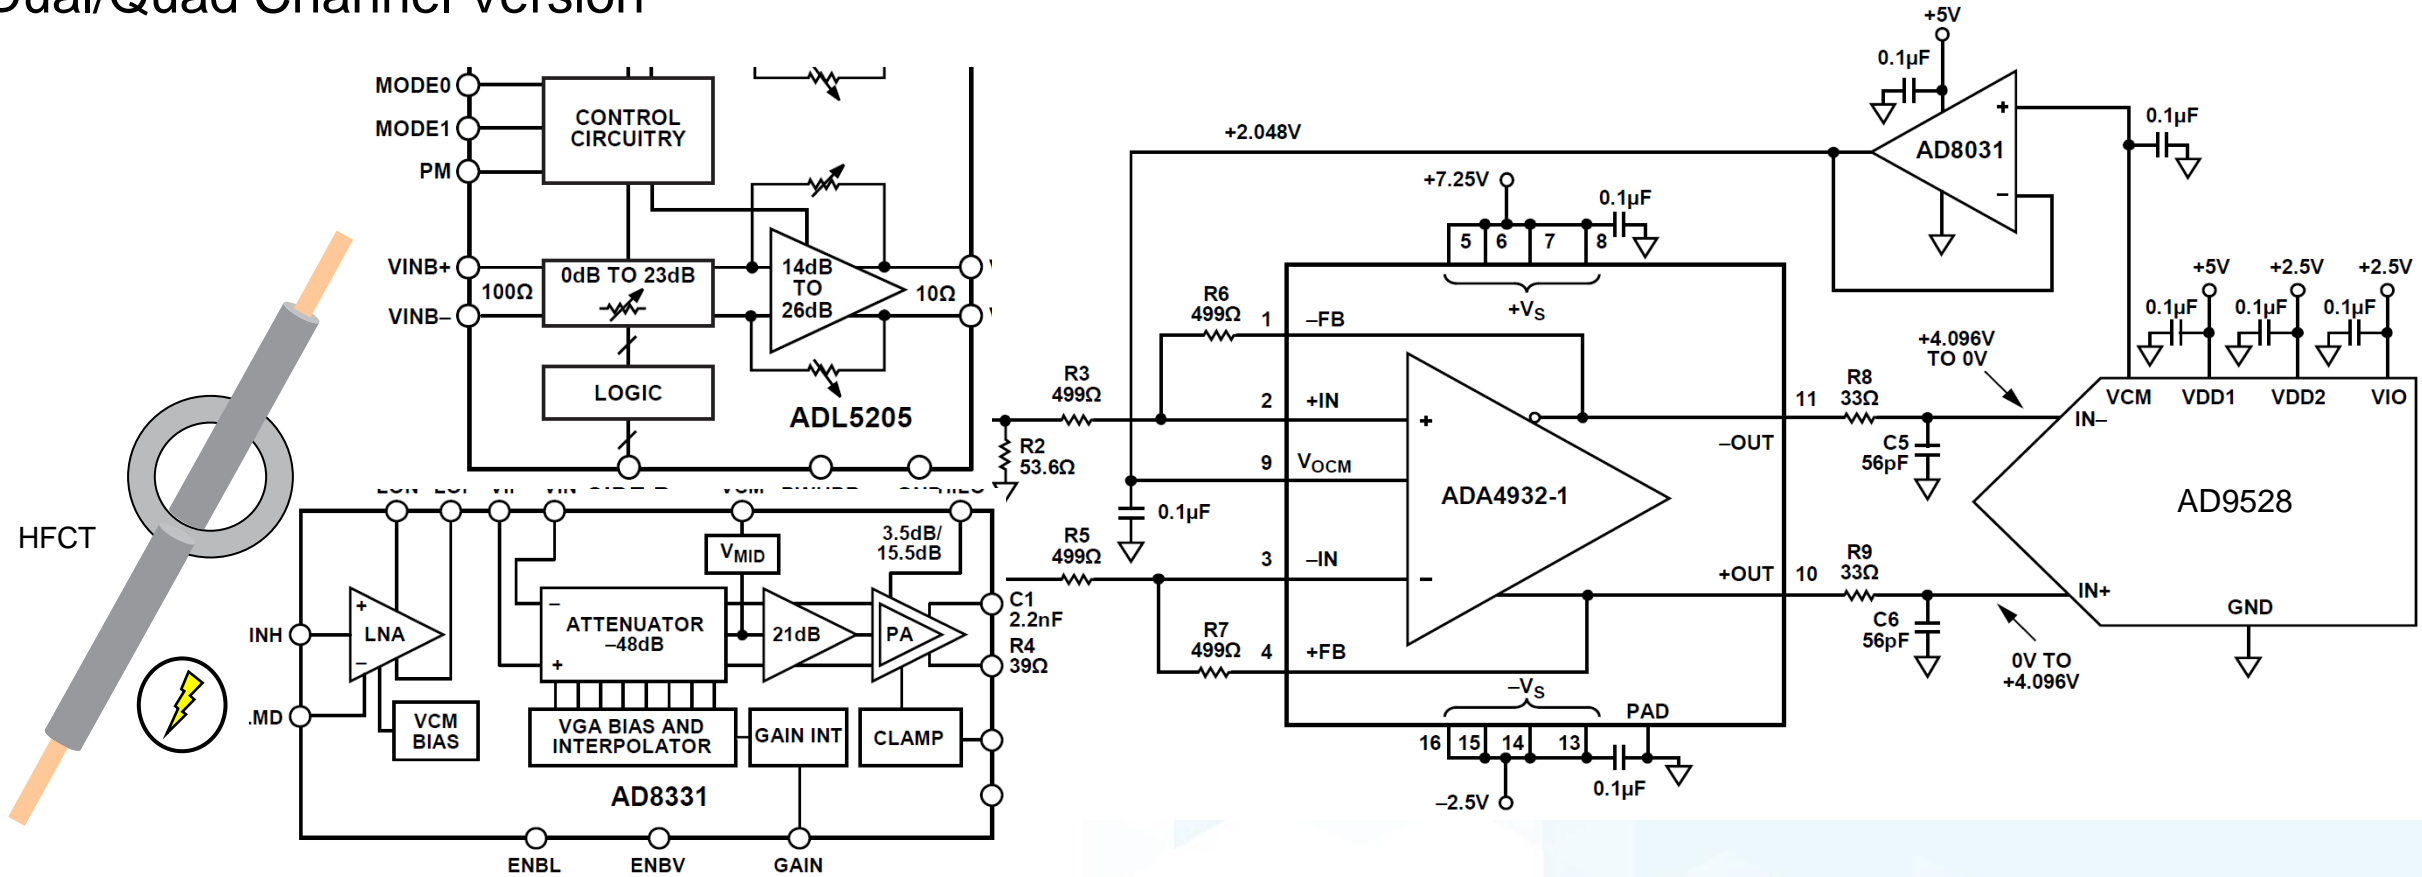 Dual/Quad Channel Version
MODE0
MODE1
PM
CONTROL
CIRCUITRY
VINB+
VINB–
100Ω
0dB TO 23dB
14dB
TO
26dB
10Ω
LOGIC
ADL5205
HFCT
INH
LMD
LNA
+
–
VCM
BIAS
VMID
3.5dB/
15.5dB
–
ATTENUATOR
–48dB
+
21dB
PA
VGA BIAS AND
INTERPOLATOR
GAIN INT
CLAMP
AD8331
ENBL
ENBV
GAIN
C1
2.2nF
R4
39Ω
R2
53.6Ω
R3
499Ω
R5
499Ω
R6
499Ω
R7
499Ω
0.1µF
+2.048V
+7.25V
0.1µF
5
6
7
8
+VS
1
–FB
2
+IN
9
VOCM
3
–IN
4
+FB
+
–
ADA4932-1
11
–OUT
+OUT
10
–VS
PAD
16
15
14
13
–2.5V
0.1µF
+5V
0.1µF
+
AD8031
–
0.1µF
+5V
+2.5V
+2.5V
0.1µF
0.1µF
0.1µF
+4.096V
TO 0V
R8
33Ω
C5
56pF
R9
33Ω
C6
56pF
0V TO
+4.096V
VCM
VDD1
VDD2
VIO
IN–
AD9528
IN+
GND